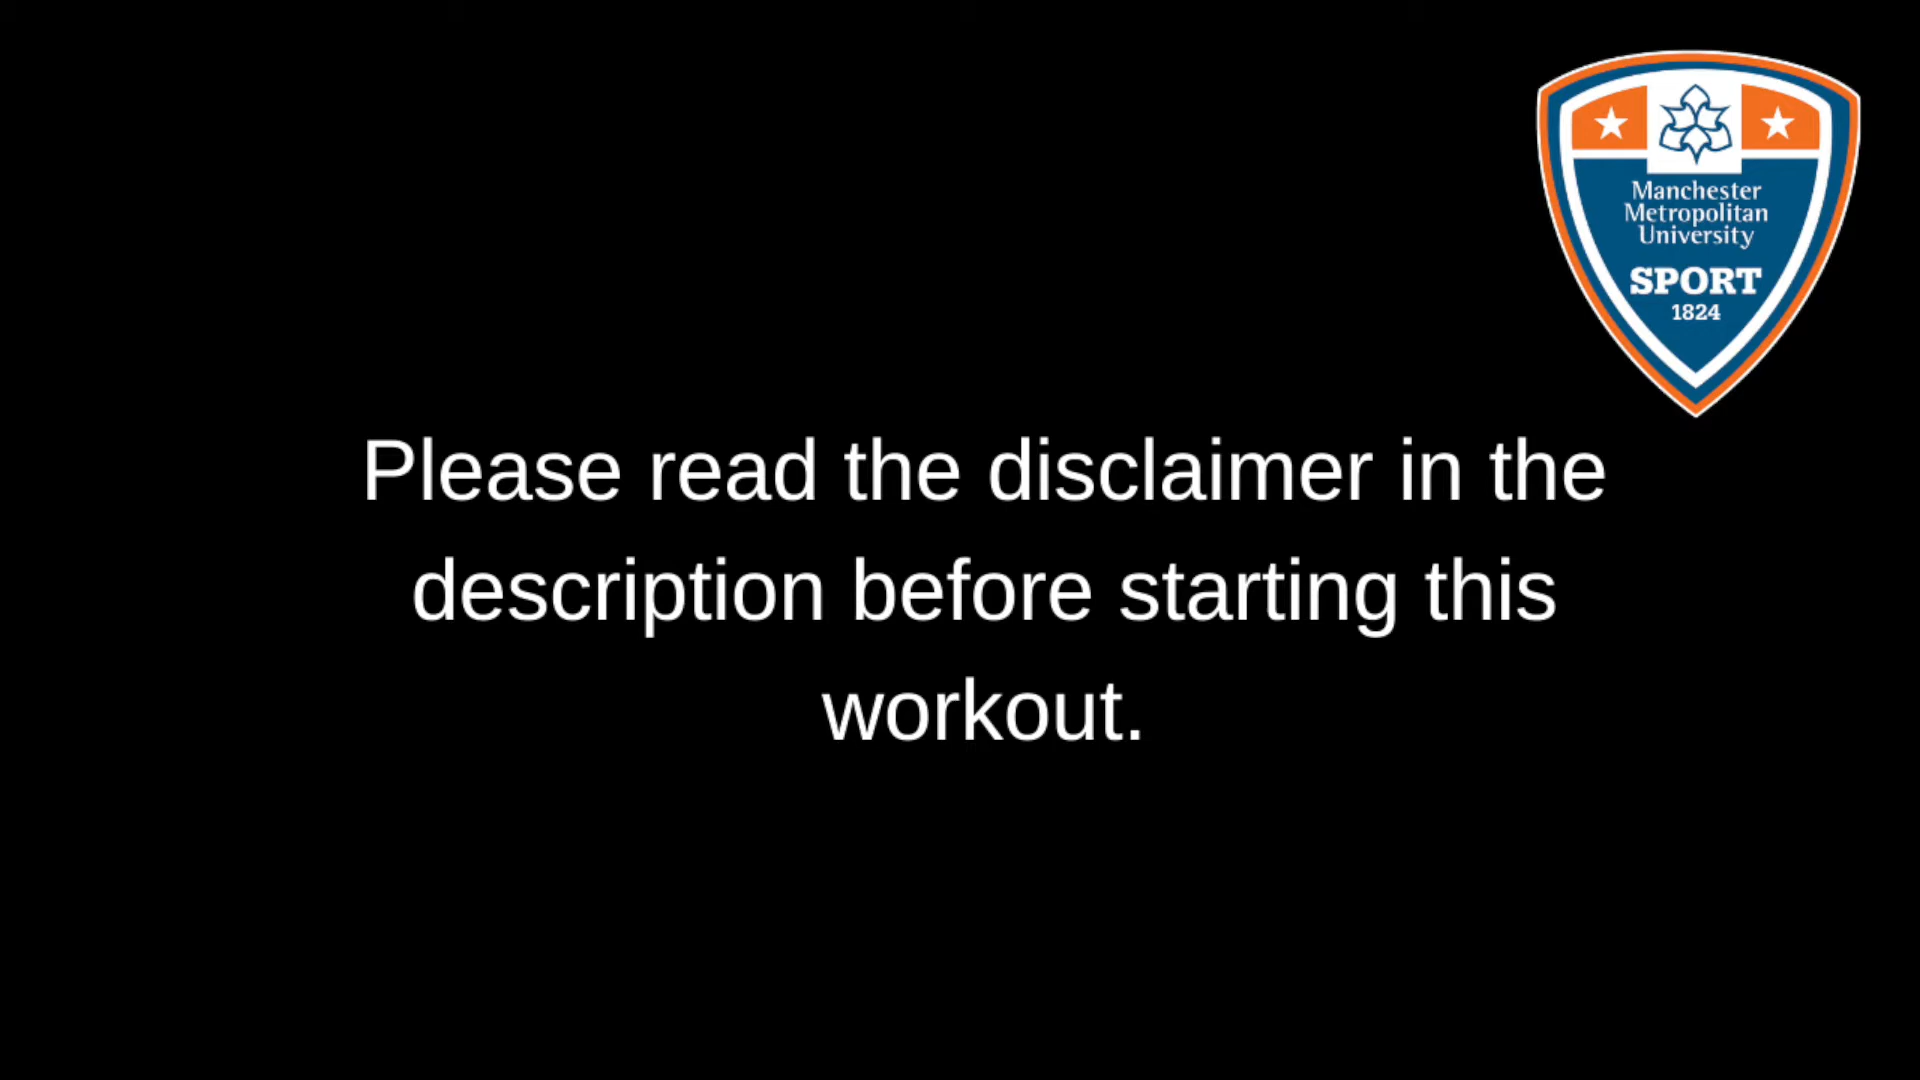 Manchester
Metropolitan
University
SPORT
1824
Please read the disclaimer in the
description before starting this
workout.